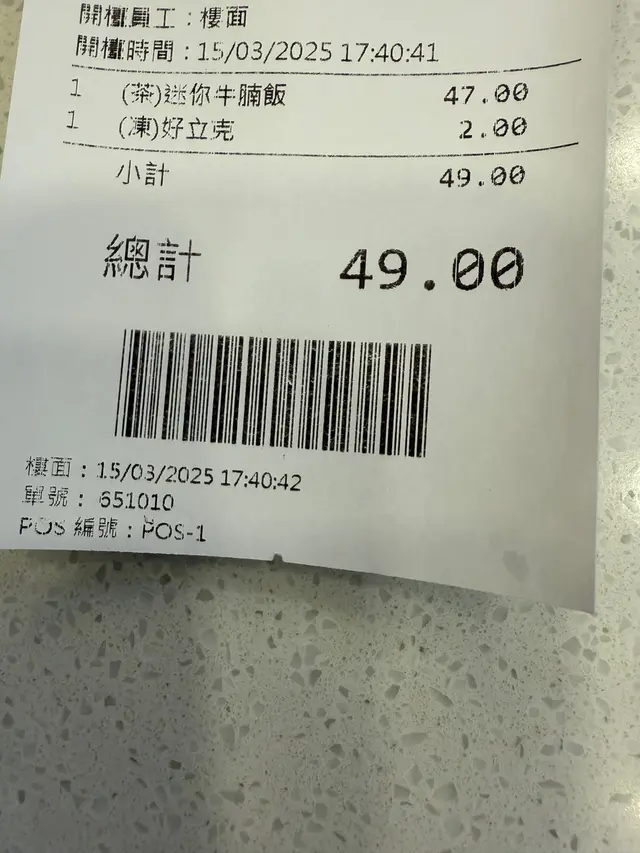 開檯員工：樓面
開檯時間：15/03/2025 17:40:41
1 (茶)迷你牛腩飯 47.00
1 (凍)好立克 2.00
小計 49.00
總計 49.00
樓面：15/03/2025 17:40:42
單號：651010
POS 編號：POS-1